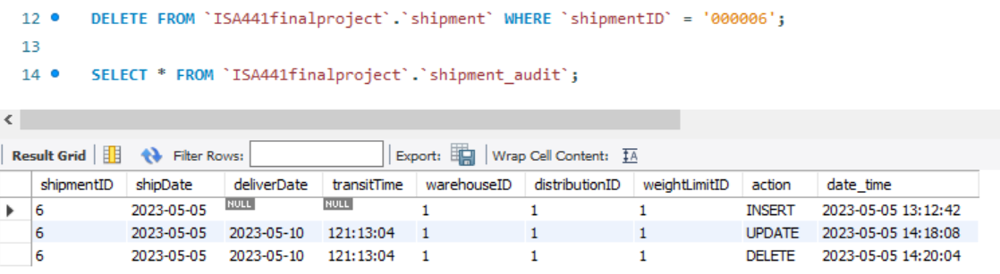 12 DELETE FROM `ISA441finalproject`.`shipment` WHERE `shipmentID` = '000006';
13
14 SELECT * FROM `ISA441finalproject`.`shipment_audit`;
Result Grid Filter Rows: Export: Wrap Cell Content: IA
shipmentID shipDate deliverDate transitTime warehouseID distributionID weightLimitID action date_time
6 2023-05-05 NULL NULL 1 1 1 INSERT 2023-05-05 13:12:42
6 2023-05-05 2023-05-10 121:13:04 1 1 1 UPDATE 2023-05-05 14:18:08
6 2023-05-05 2023-05-10 121:13:04 1 1 1 DELETE 2023-05-05 14:20:04